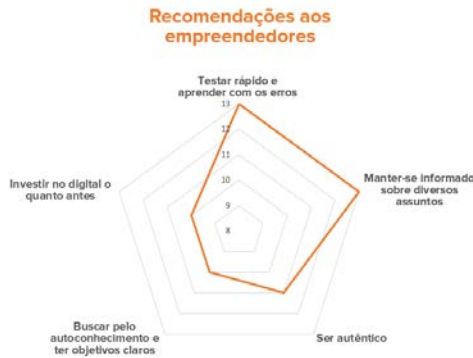 Recomendações aos
empreendedores
Testar rápido e
aprender com os erros
13
12
11
10
9
8
Manter-se informado
sobre diversos
assuntos
Ser autêntico
Buscar pelo
autoconhecimento e
ter objetivos claros
Investir no digital o
quanto antes